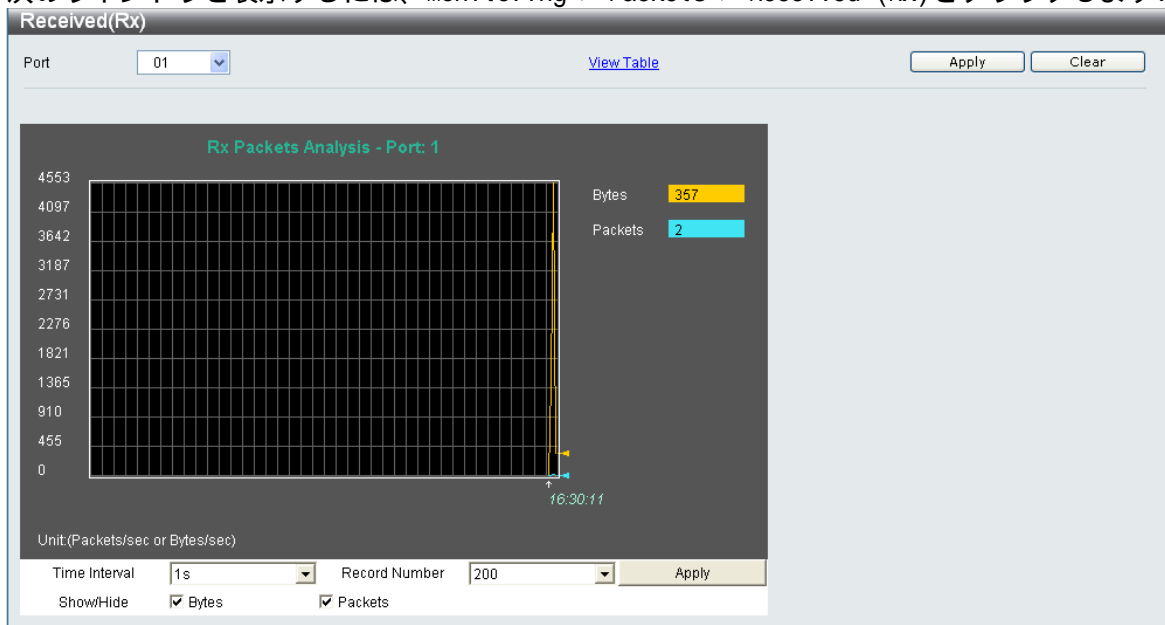 Received(Rx)
Port 01 View Table Apply Clear
Rx Packets Analysis - Port: 1
4553
4097
3642
3187
2731
2276
1821
1365
910
455
0
Bytes 357
Packets 2
16:30:11
Unit:(Packets/sec or Bytes/sec)
Time Interval 1s Record Number 200 Apply
Show/Hide Bytes Packets